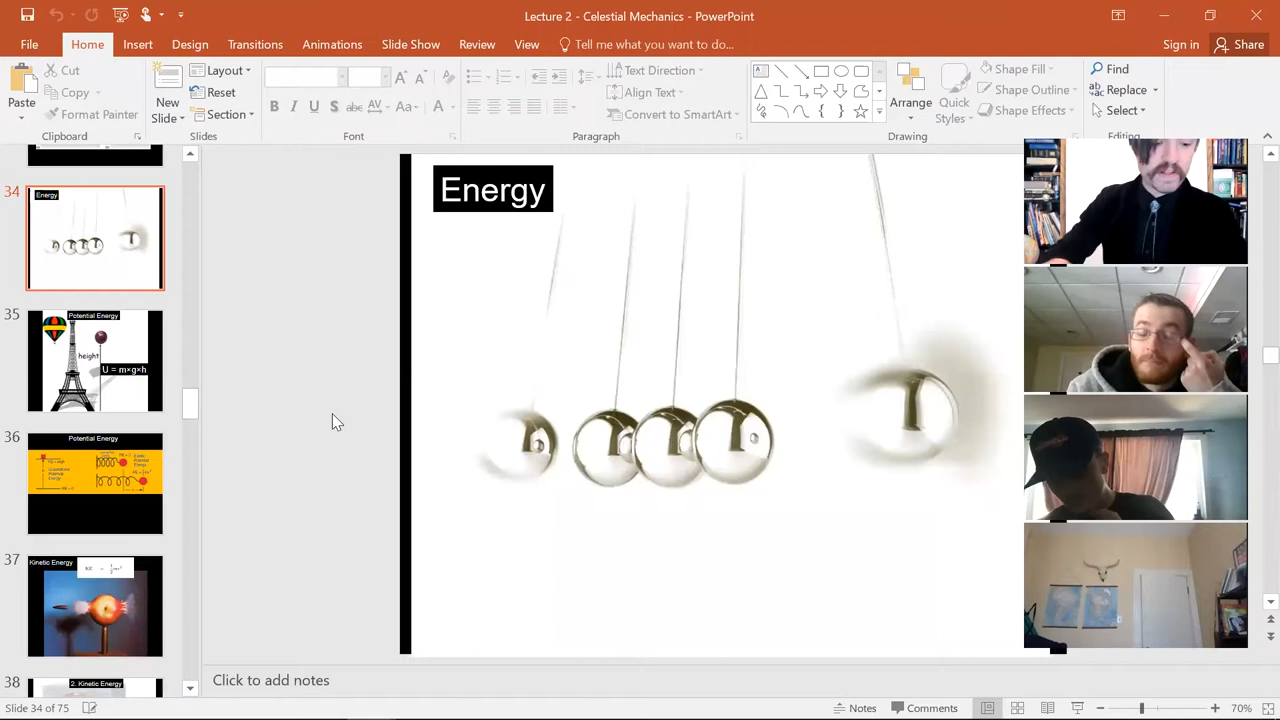 Lecture 2 - Celestial Mechanics - PowerPoint
File Home Insert Design Transitions Animations Slide Show Review View Tell me what you want to do... Sign in Share
Paste
Cut
Copy
Format Painter
New Slide
Layout
Reset
Section
Text Direction
Align Text
Convert to SmartArt
Arrange
Quick Styles
Shape Fill
Shape Outline
Shape Effects
Find
Replace
Select
Clipboard Slides Font Paragraph Drawing Editing
34
Energy
35
Potential Energy
height
U = m×g×h
36
Potential Energy
37
Kinetic Energy
38
2. Kinetic Energy
Energy
Click to add notes
Slide 34 of 75 Notes Comments 70%